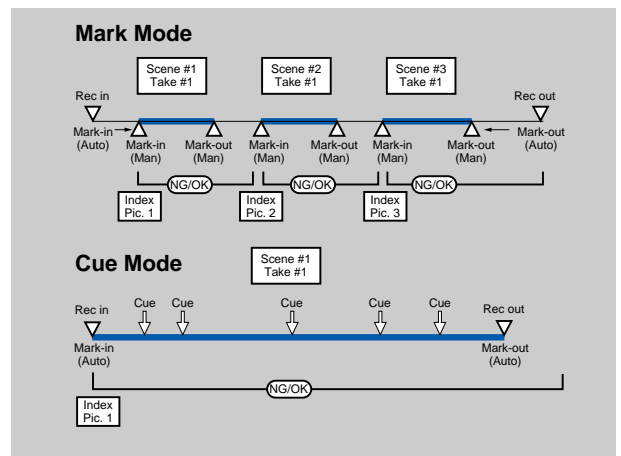 Mark Mode
Scene #1
Take #1
Scene #2
Take #1
Scene #3
Take #1
Rec in
Rec out
Mark-in
(Auto)
Mark-in
(Man)
Mark-out
(Man)
Mark-in
(Man)
Mark-out
(Man)
Mark-in
(Man)
Mark-out
(Man)
Mark-out
(Auto)
NG/OK
NG/OK
NG/OK
Index
Pic. 1
Index
Pic. 2
Index
Pic. 3
Cue Mode
Scene #1
Take #1
Rec in
Cue
Cue
Cue
Cue
Cue
Rec out
Mark-in
(Auto)
Mark-out
(Auto)
NG/OK
Index
Pic. 1